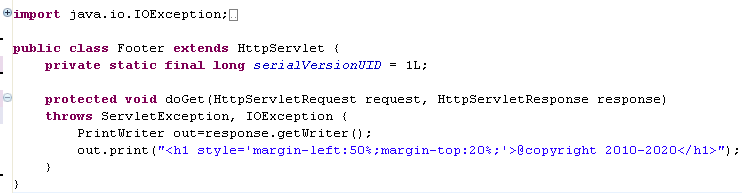 import java.io.IOException;
public class Footer extends HttpServlet {
private static final long serialVersionUID = 1L;
protected void doGet(HttpServletRequest request, HttpServletResponse response)
throws ServletException, IOException {
PrintWriter out=response.getWriter();
out.print("<h1 style='margin-left:50%;margin-top:20%;'>@copyright 2010-2020</h1>");
}
}